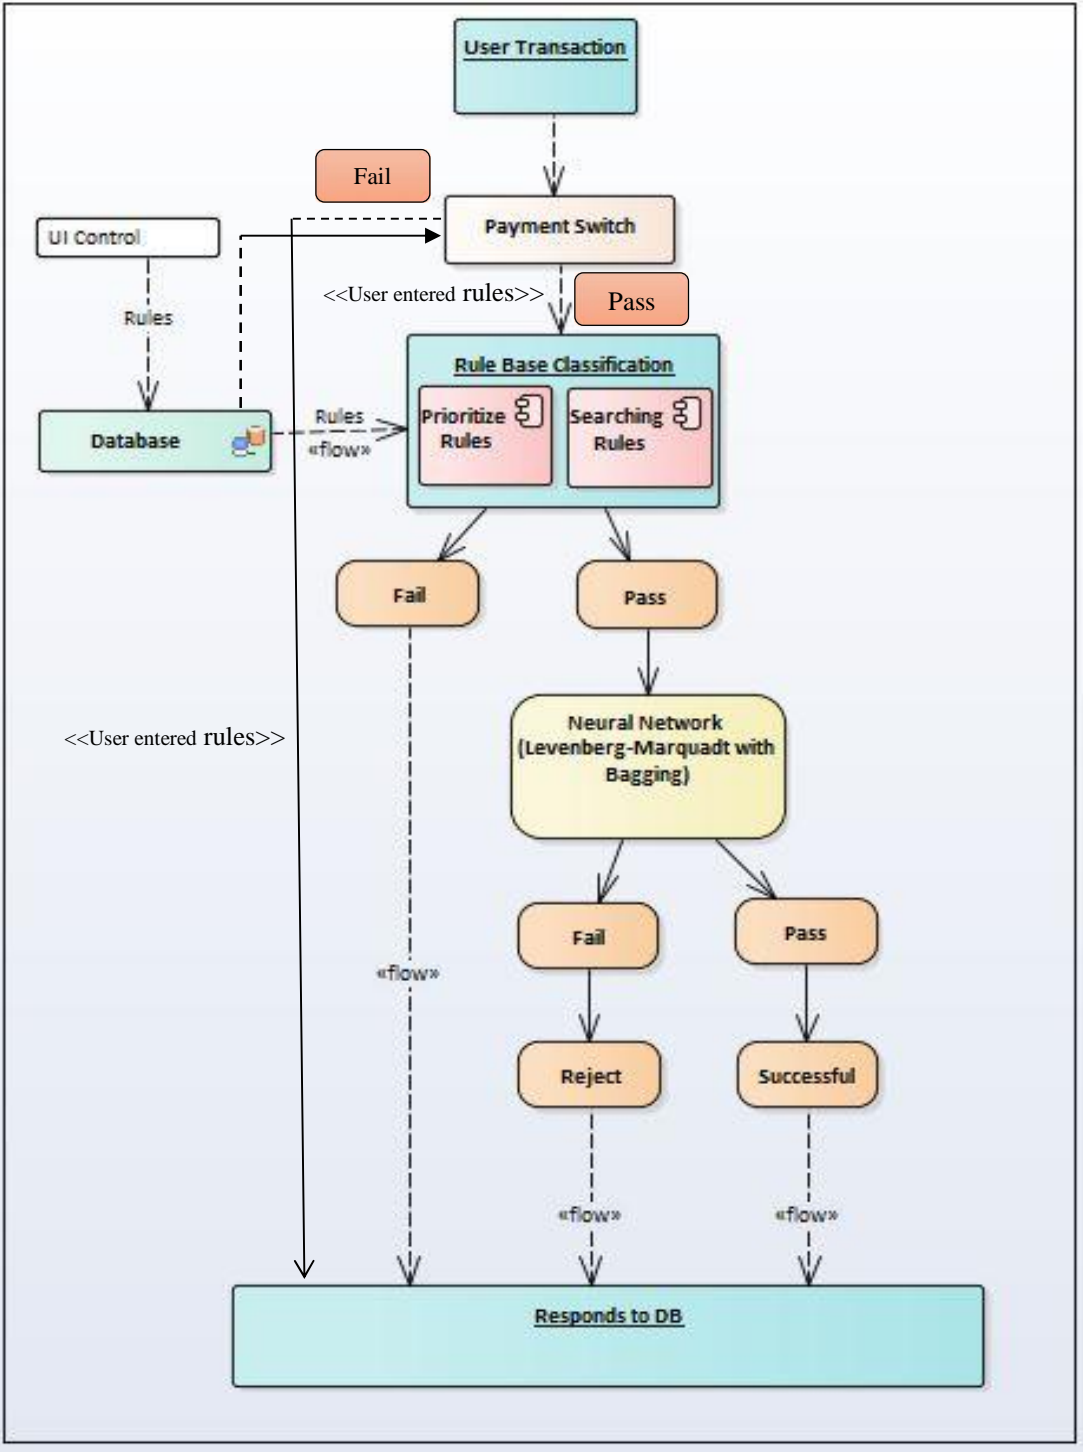 User Transaction
Fail
Payment Switch
UI Control
<<User entered rules>>
Pass
Rules
Rule Base Classification
Prioritize
Rules
Searching
Rules
Database
Rules
«flow»
Fail
Pass
Neural Network
(Levenberg-Marquadt with
Bagging)
<<User entered rules>>
Fail
Pass
«flow»
Reject
Successful
«flow»
«flow»
Responds to DB